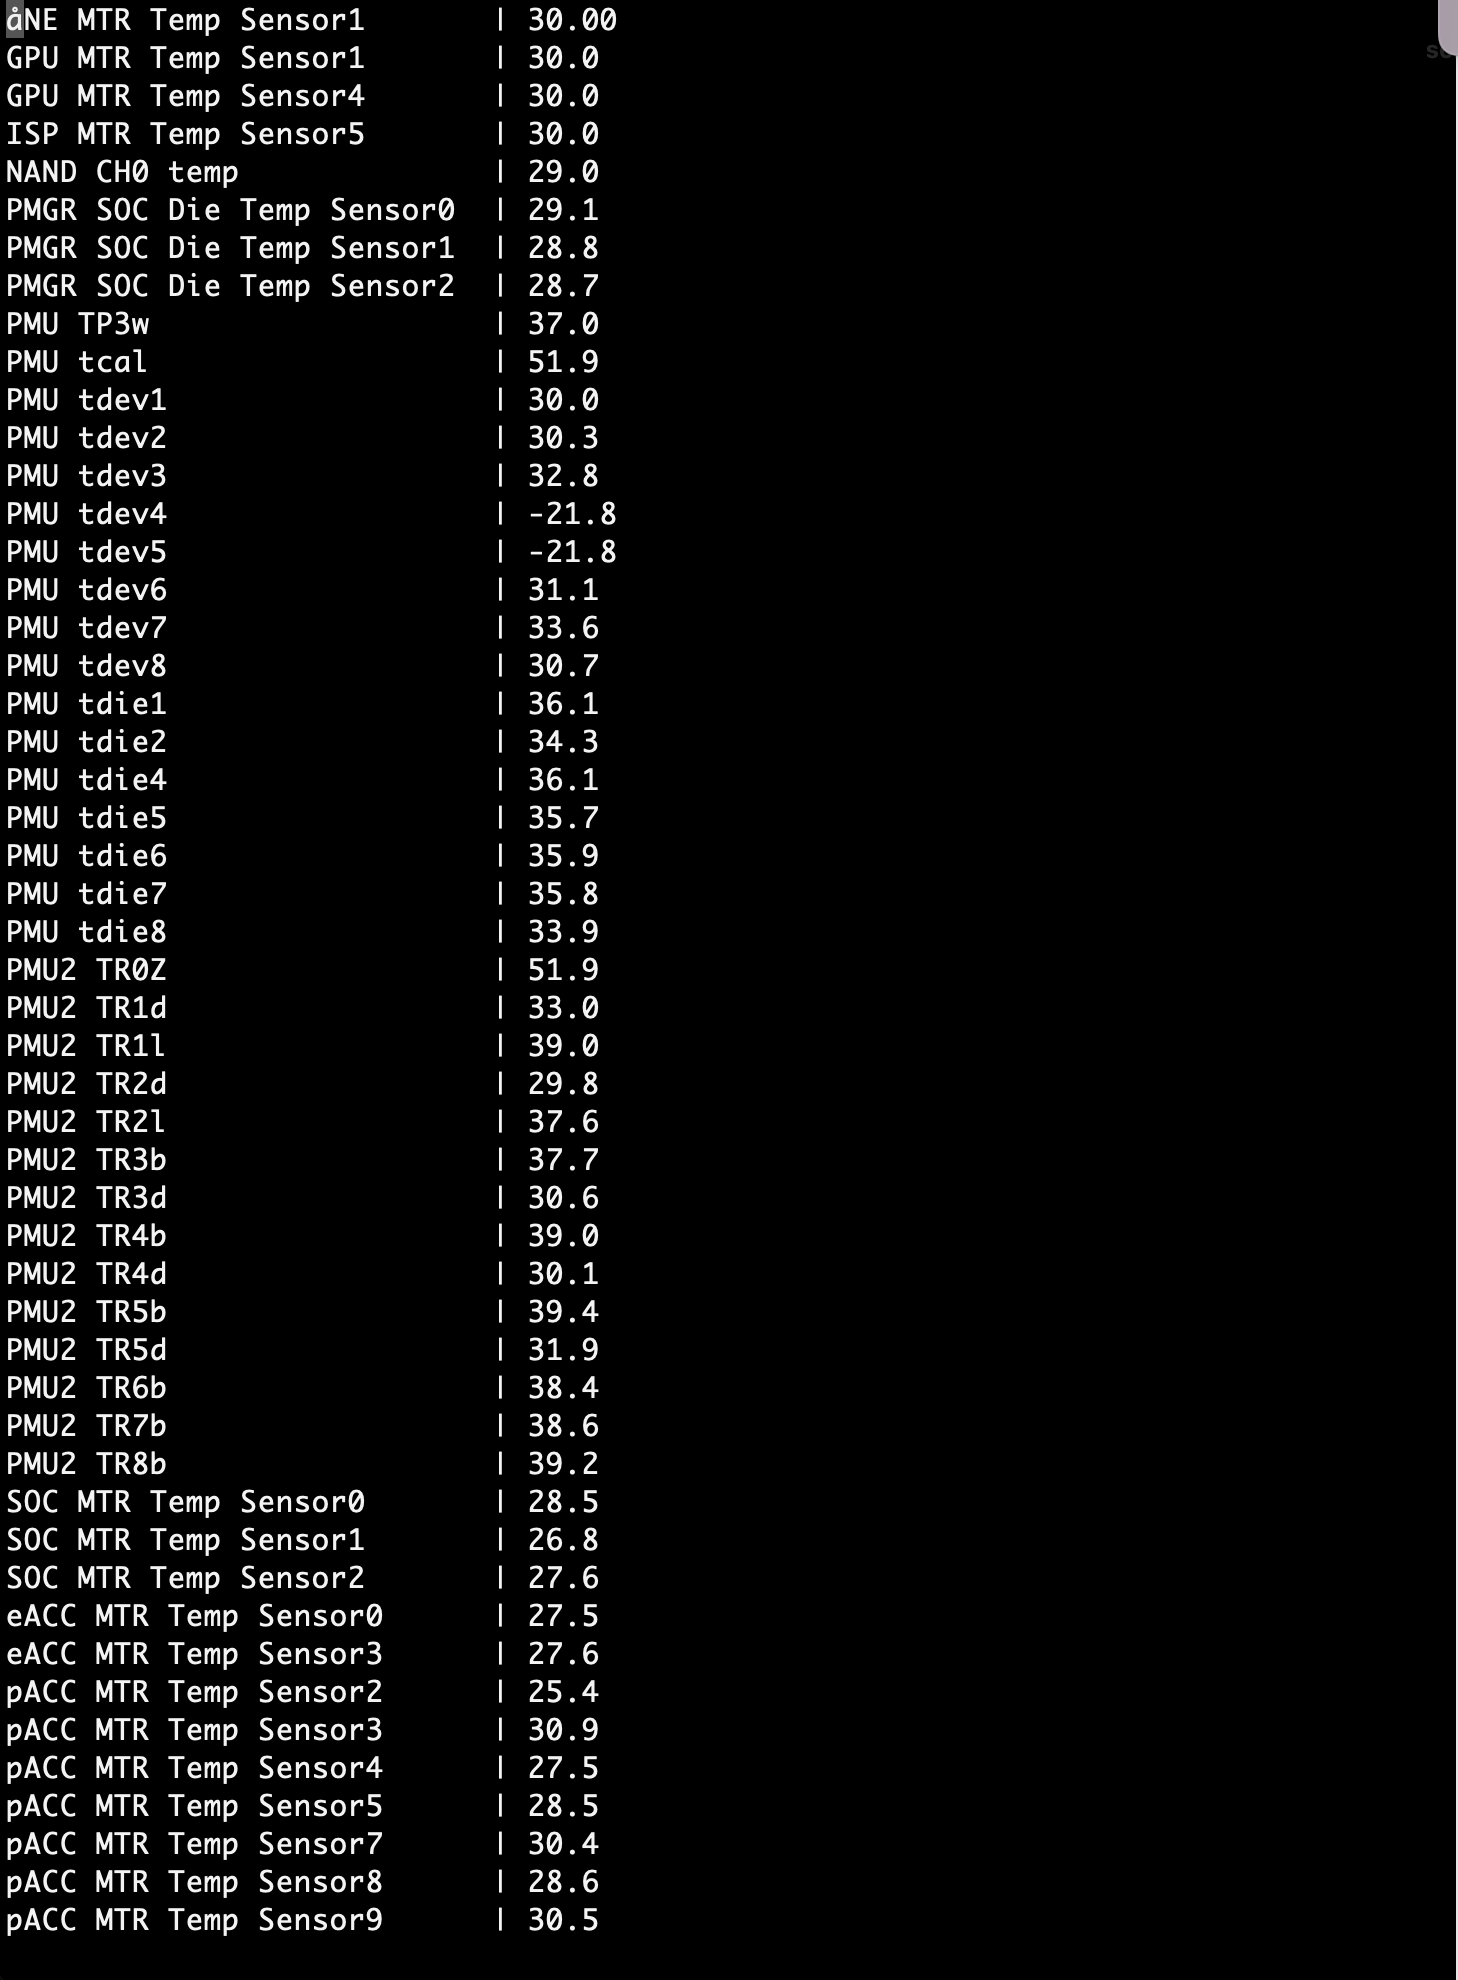 åNE MTR Temp Sensor1 | 30.00
GPU MTR Temp Sensor1 | 30.0
GPU MTR Temp Sensor4 | 30.0
ISP MTR Temp Sensor5 | 30.0
NAND CH0 temp | 29.0
PMGR SOC Die Temp Sensor0 | 29.1
PMGR SOC Die Temp Sensor1 | 28.8
PMGR SOC Die Temp Sensor2 | 28.7
PMU TP3w | 37.0
PMU tcal | 51.9
PMU tdev1 | 30.0
PMU tdev2 | 30.3
PMU tdev3 | 32.8
PMU tdev4 | -21.8
PMU tdev5 | -21.8
PMU tdev6 | 31.1
PMU tdev7 | 33.6
PMU tdev8 | 30.7
PMU tdie1 | 36.1
PMU tdie2 | 34.3
PMU tdie4 | 36.1
PMU tdie5 | 35.7
PMU tdie6 | 35.9
PMU tdie7 | 35.8
PMU tdie8 | 33.9
PMU2 TR0Z | 51.9
PMU2 TR1d | 33.0
PMU2 TR1l | 39.0
PMU2 TR2d | 29.8
PMU2 TR2l | 37.6
PMU2 TR3b | 37.7
PMU2 TR3d | 30.6
PMU2 TR4b | 39.0
PMU2 TR4d | 30.1
PMU2 TR5b | 39.4
PMU2 TR5d | 31.9
PMU2 TR6b | 38.4
PMU2 TR7b | 38.6
PMU2 TR8b | 39.2
SOC MTR Temp Sensor0 | 28.5
SOC MTR Temp Sensor1 | 26.8
SOC MTR Temp Sensor2 | 27.6
eACC MTR Temp Sensor0 | 27.5
eACC MTR Temp Sensor3 | 27.6
pACC MTR Temp Sensor2 | 25.4
pACC MTR Temp Sensor3 | 30.9
pACC MTR Temp Sensor4 | 27.5
pACC MTR Temp Sensor5 | 28.5
pACC MTR Temp Sensor7 | 30.4
pACC MTR Temp Sensor8 | 28.6
pACC MTR Temp Sensor9 | 30.5